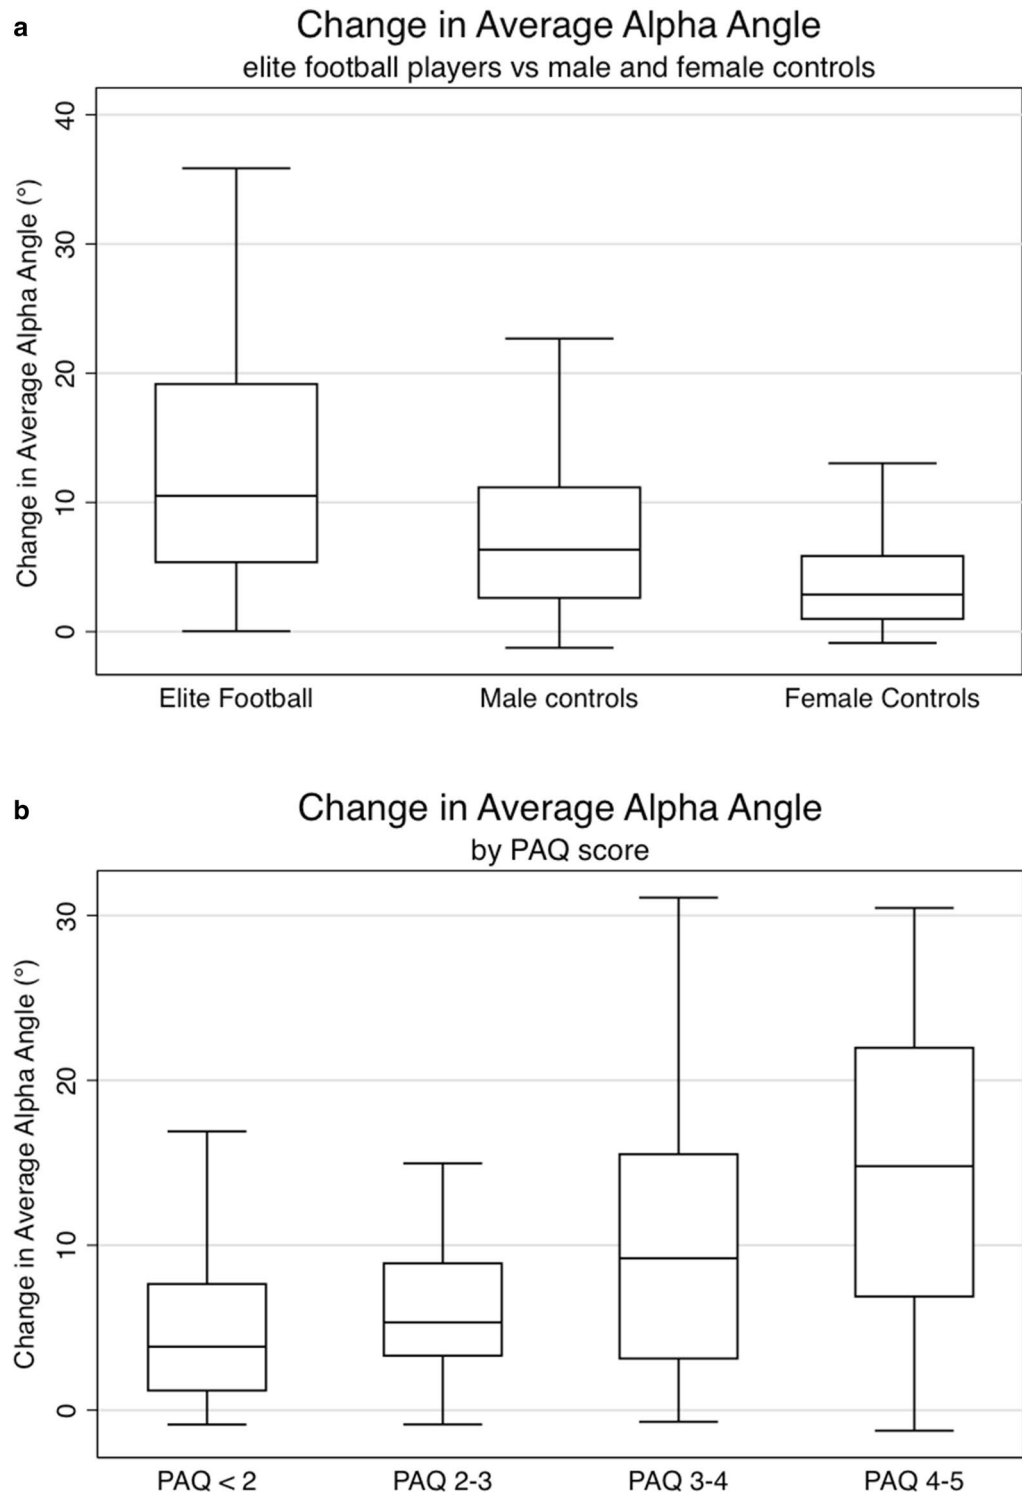 a
Change in Average Alpha Angle
elite football players vs male and female controls
Change in Average Alpha Angle (°)
40
30
20
10
0
Elite Football
Male controls
Female Controls
b
Change in Average Alpha Angle
by PAQ score
Change in Average Alpha Angle (°)
30
20
10
0
PAQ < 2
PAQ 2-3
PAQ 3-4
PAQ 4-5